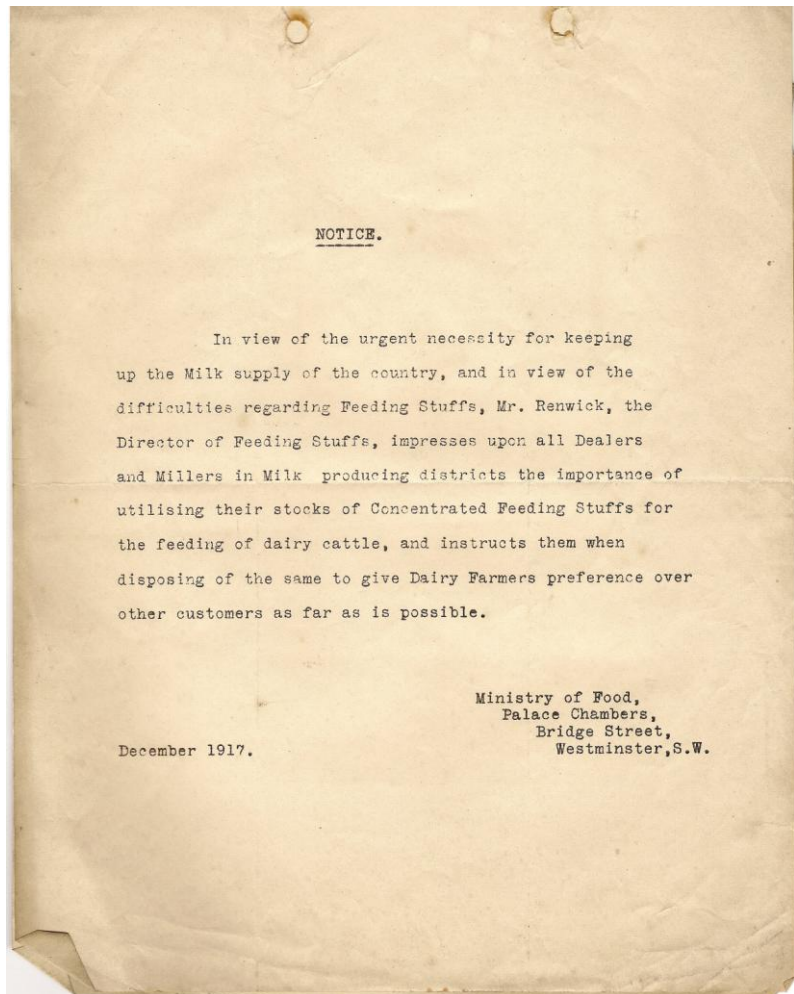 NOTICE.
In view of the urgent necessity for keeping
up the Milk supply of the country, and in view of the
difficulties regarding Feeding Stuffs, Mr. Renwick, the
Director of Feeding Stuffs, impresses upon all Dealers
and Millers in Milk producing districts the importance of
utilising their stocks of Concentrated Feeding Stuffs for
the feeding of dairy cattle, and instructs them when
disposing of the same to give Dairy Farmers preference over
other customers as far as is possible.
Ministry of Food,
Palace Chambers,
Bridge Street,
December 1917. Westminster,S.W.